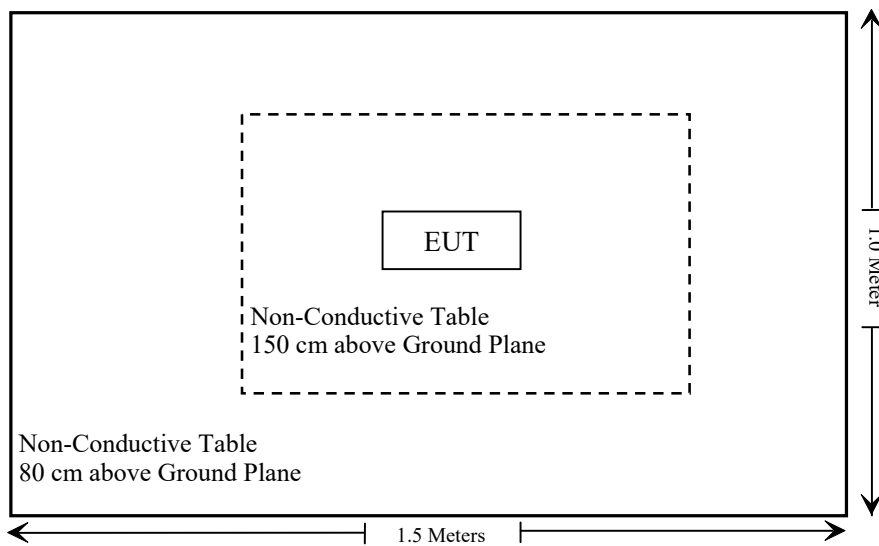 EUT
Non-Conductive Table
150 cm above Ground Plane
Non-Conductive Table
80 cm above Ground Plane
1.0 Meter
1.5 Meters